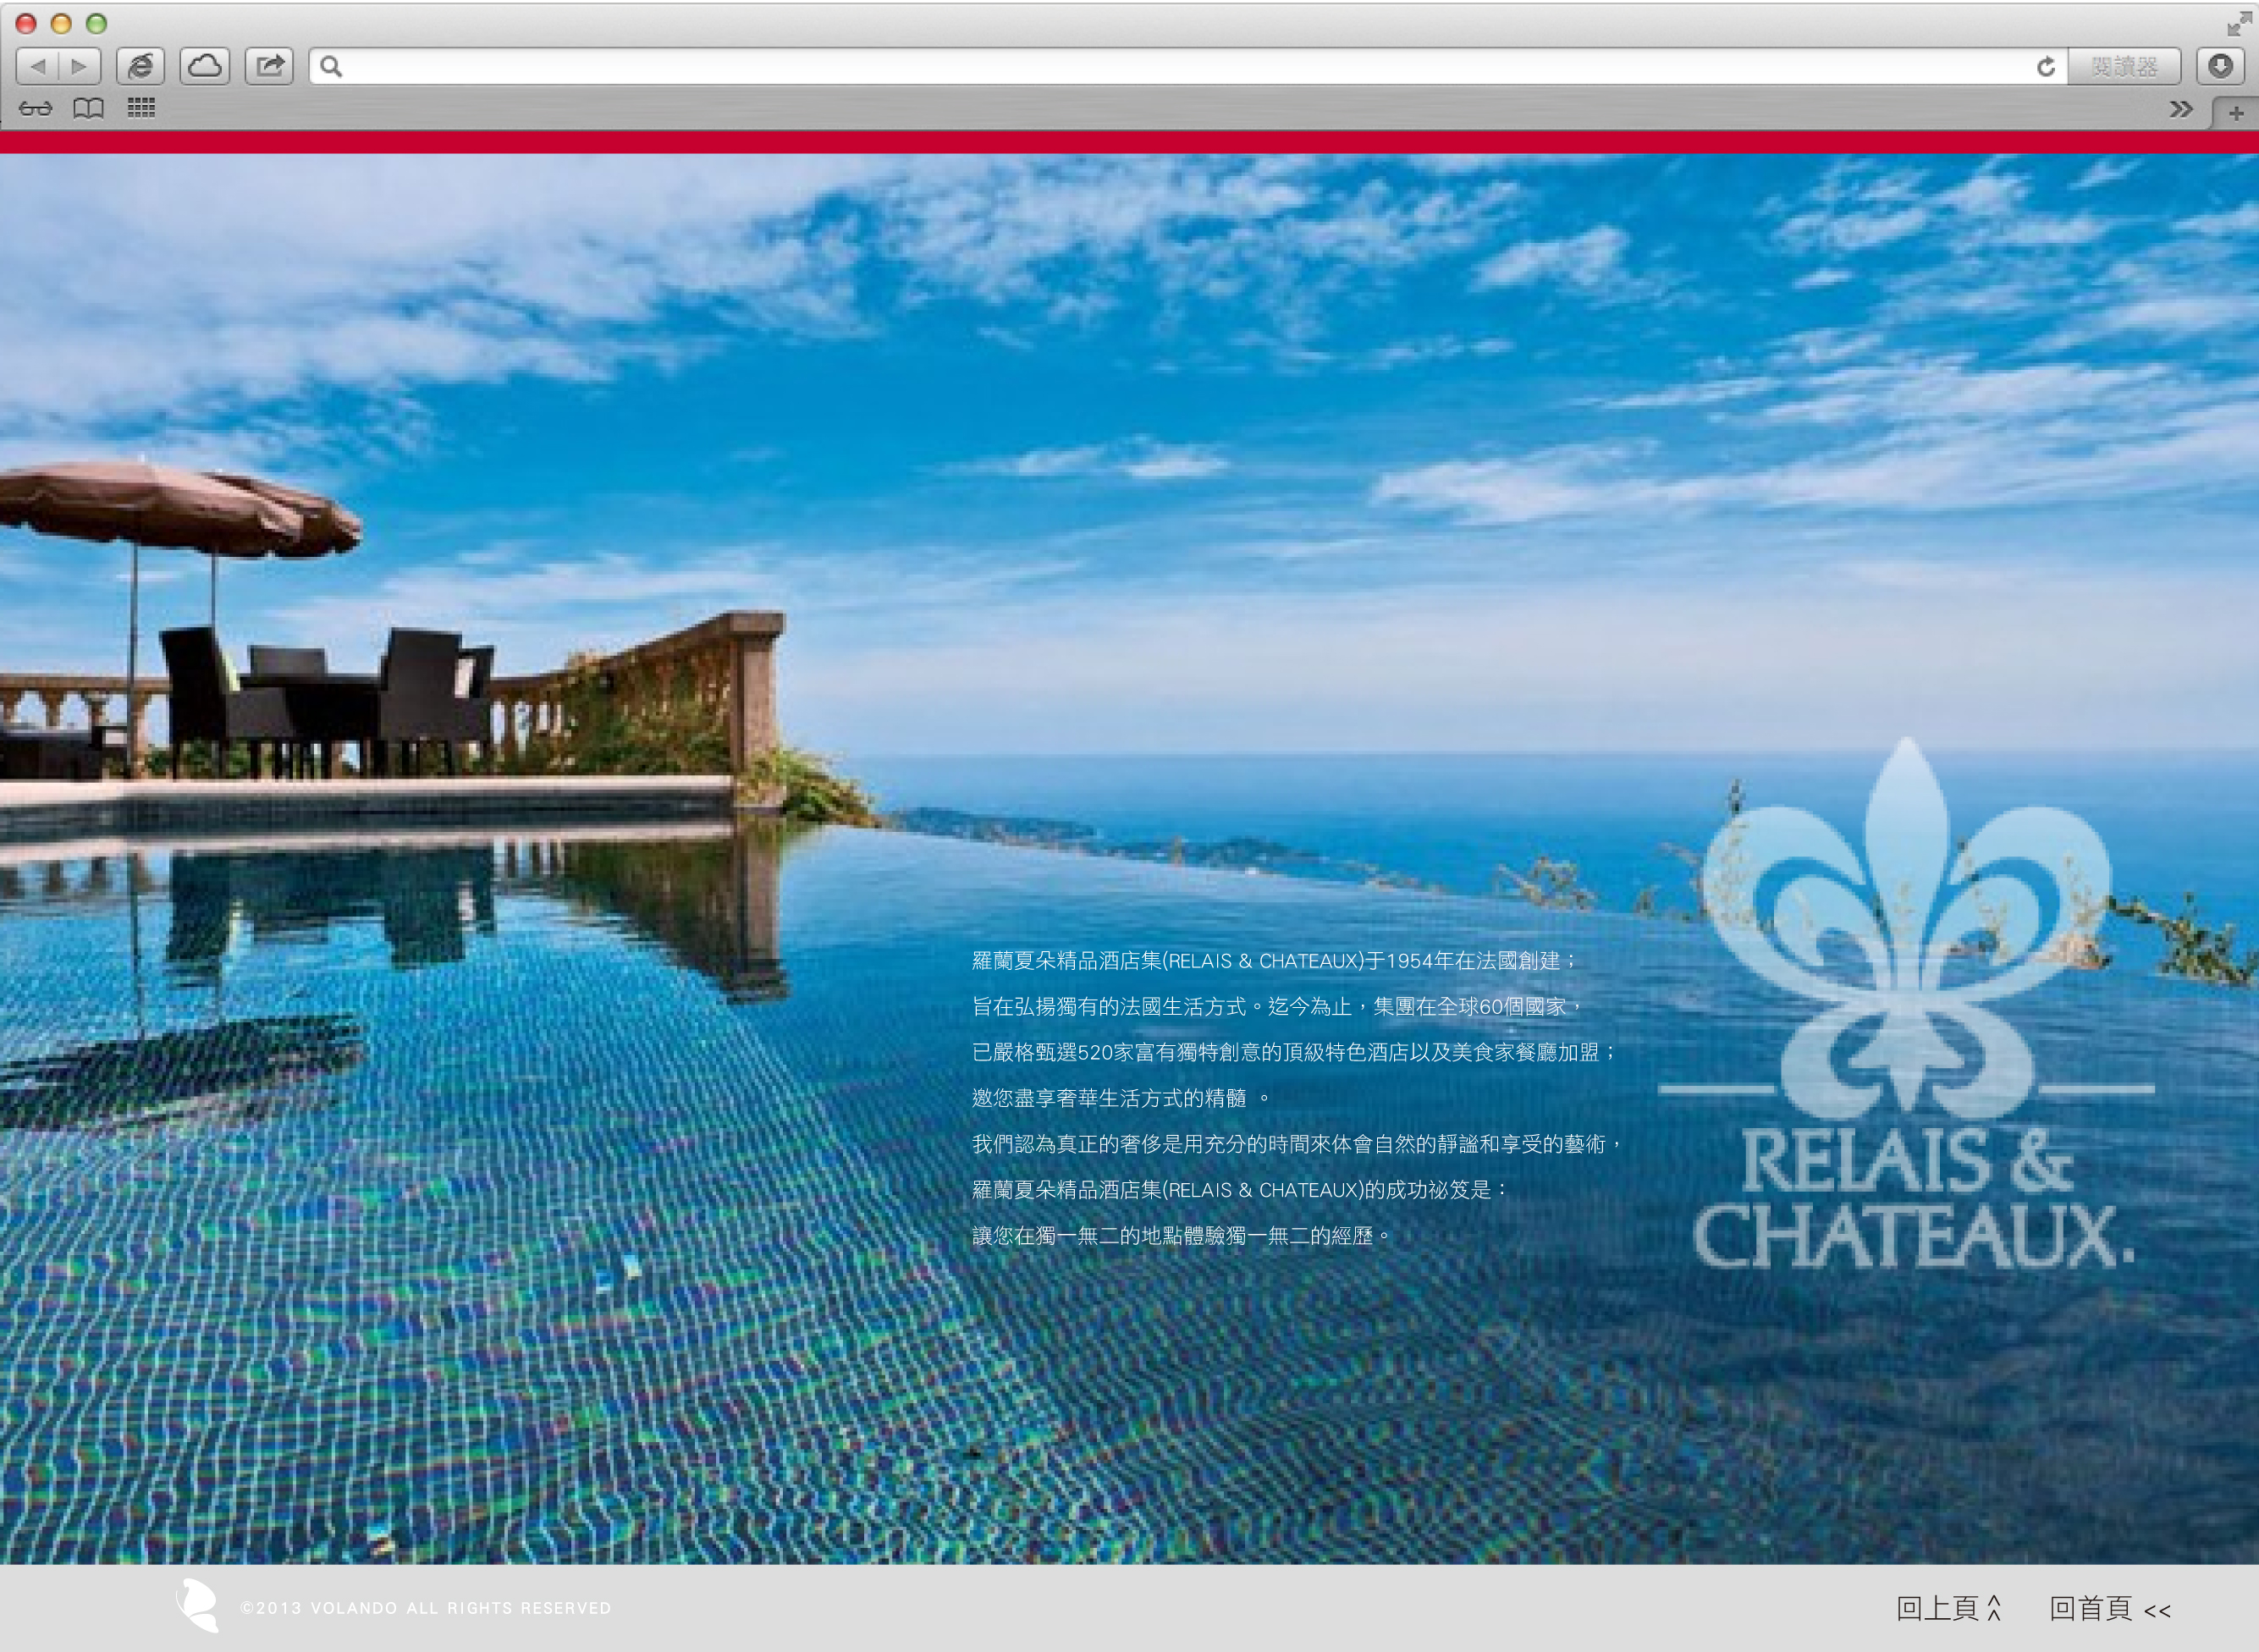 閱讀器
羅蘭夏朵精品酒店集(RELAIS & CHATEAUX)于1954年在法國創建；
旨在弘揚獨有的法國生活方式。迄今為止，集團在全球60個國家，
已嚴格甄選520家富有獨特創意的頂級特色酒店以及美食家餐廳加盟；
邀您盡享奢華生活方式的精髓 。
我們認為真正的奢侈是用充分的時間來体會自然的靜謐和享受的藝術，
羅蘭夏朵精品酒店集(RELAIS & CHATEAUX)的成功祕笈是：
讓您在獨一無二的地點體驗獨一無二的經歷。
RELAIS &
CHATEAUX.
©2013 VOLANDO ALL RIGHTS RESERVED
回上頁 <<
回首頁 <<